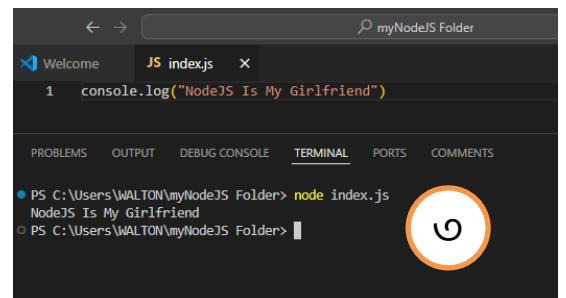 ← → myNodeJS Folder
Welcome JS index.js ×
1 console.log("NodeJS Is My Girlfriend")
PROBLEMS OUTPUT DEBUG CONSOLE TERMINAL PORTS COMMENTS
PS C:\Users\WALTON\myNodeJS Folder> node index.js
NodeJS Is My Girlfriend
PS C:\Users\WALTON\myNodeJS Folder>
৩